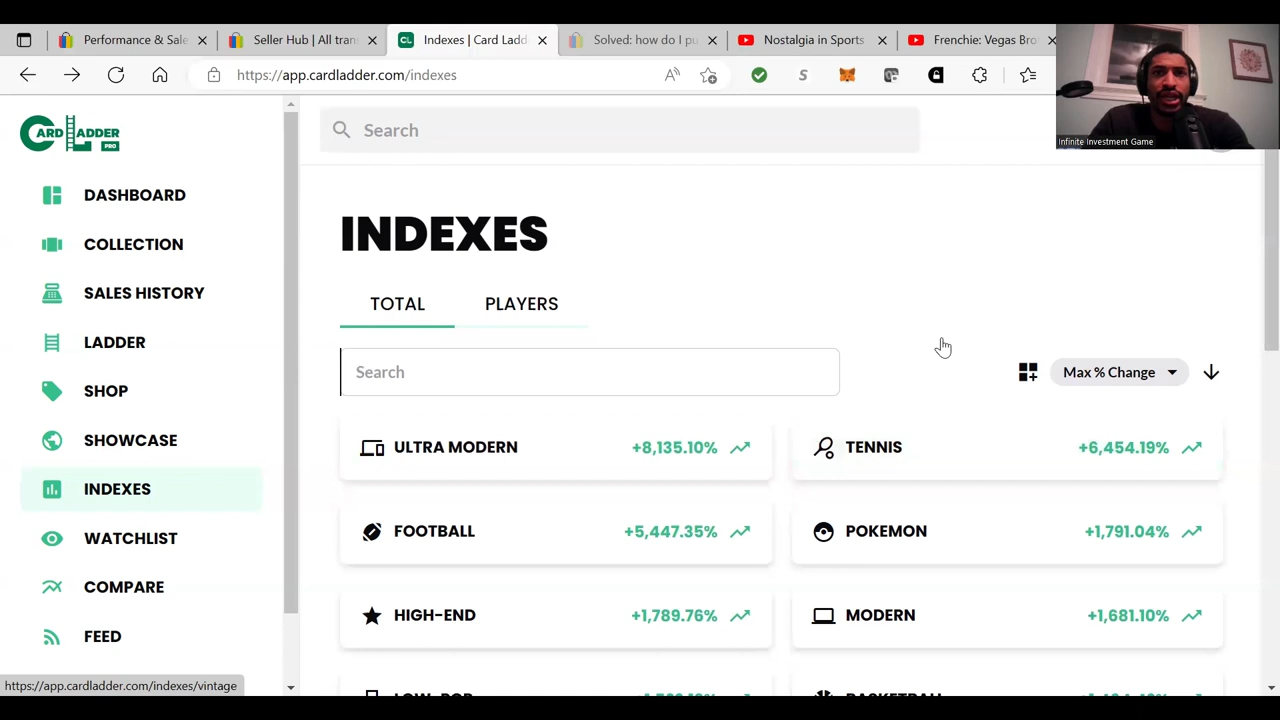 Performance & Sale
Seller Hub | All tran
Indexes | Card Ladd
Solved: how do I pu
Nostalgia in Sports
Frenchie: Vegas Bro
https://app.cardladder.com/indexes
Infinite Investment Game
CARD LADDER
PRO
Search
DASHBOARD
COLLECTION
SALES HISTORY
LADDER
SHOP
SHOWCASE
INDEXES
WATCHLIST
COMPARE
FEED
INDEXES
TOTAL PLAYERS
Search
Max % Change
ULTRA MODERN +8,135.10%
TENNIS +6,454.19%
FOOTBALL +5,447.35%
POKEMON +1,791.04%
HIGH-END +1,789.76%
MODERN +1,681.10%
LOW-POP
BASKETBALL
https://app.cardladder.com/indexes/vintage